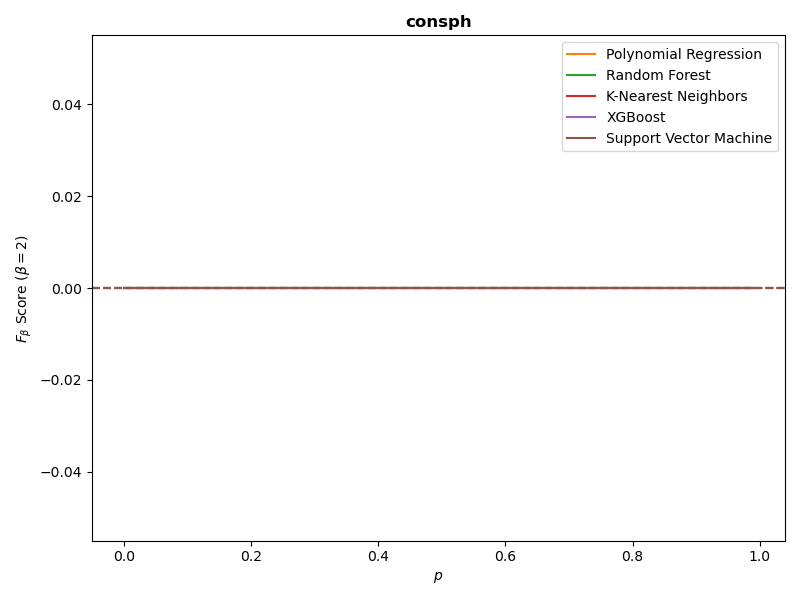 consph
Polynomial Regression
Random Forest
K-Nearest Neighbors
XGBoost
Support Vector Machine
0.04
0.02
0.00
−0.02
−0.04
Fβ Score (β = 2)
0.0 0.2 0.4 0.6 0.8 1.0
p